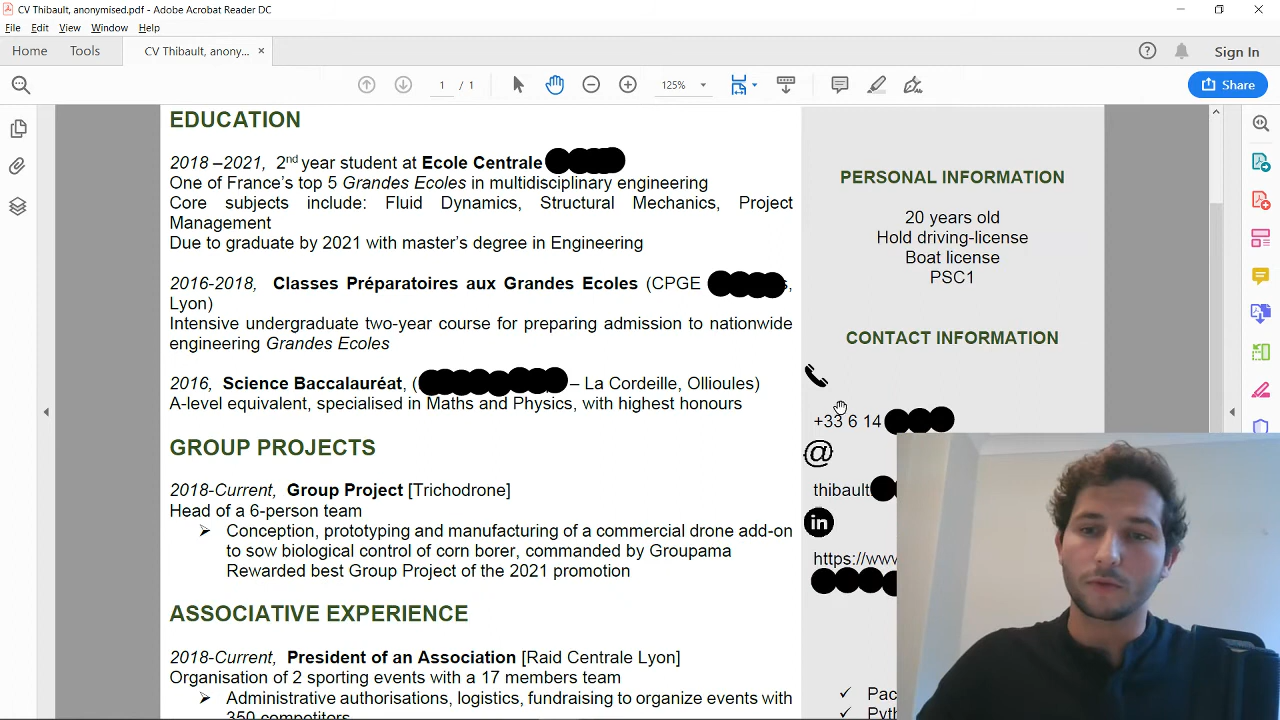 CV Thibault, anonymised.pdf - Adobe Acrobat Reader DC
File Edit View Window Help
Home Tools CV Thibault, anony... × Sign In
1 / 1 125% Share
EDUCATION
2018 –2021, 2nd year student at Ecole Centrale
One of France's top 5 Grandes Ecoles in multidisciplinary engineering
Core subjects include: Fluid Dynamics, Structural Mechanics, Project
Management
Due to graduate by 2021 with master's degree in Engineering
2016-2018, Classes Préparatoires aux Grandes Ecoles (CPGE s,
Lyon)
Intensive undergraduate two-year course for preparing admission to nationwide
engineering Grandes Ecoles
2016, Science Baccalauréat, ( – La Cordeille, Ollioules)
A-level equivalent, specialised in Maths and Physics, with highest honours
GROUP PROJECTS
2018-Current, Group Project [Trichodrone]
Head of a 6-person team
➢ Conception, prototyping and manufacturing of a commercial drone add-on
to sow biological control of corn borer, commanded by Groupama
Rewarded best Group Project of the 2021 promotion
ASSOCIATIVE EXPERIENCE
2018-Current, President of an Association [Raid Centrale Lyon]
Organisation of 2 sporting events with a 17 members team
➢ Administrative authorisations, logistics, fundraising to organize events with
350 competitors
PERSONAL INFORMATION
20 years old
Hold driving-license
Boat license
PSC1
CONTACT INFORMATION
+33 6 14
@
thibault
in
https://www
✓ Pac
✓ Pyth